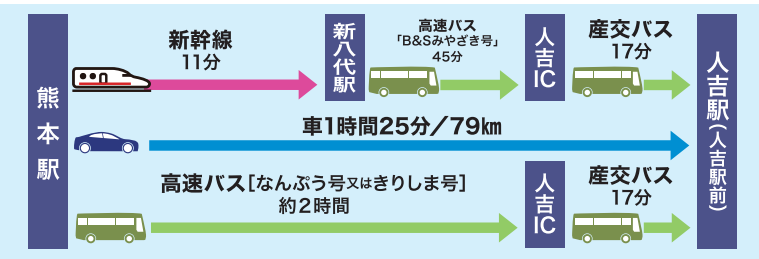 熊本駅
新幹線
11分
新八代駅
高速バス
「B&Sみやざき号」
45分
人吉IC
産交バス
17分
人吉駅(人吉駅前)
車1時間25分/79㎞
高速バス[なんぷう号又はきりしま号]
約2時間
人吉IC
産交バス
17分